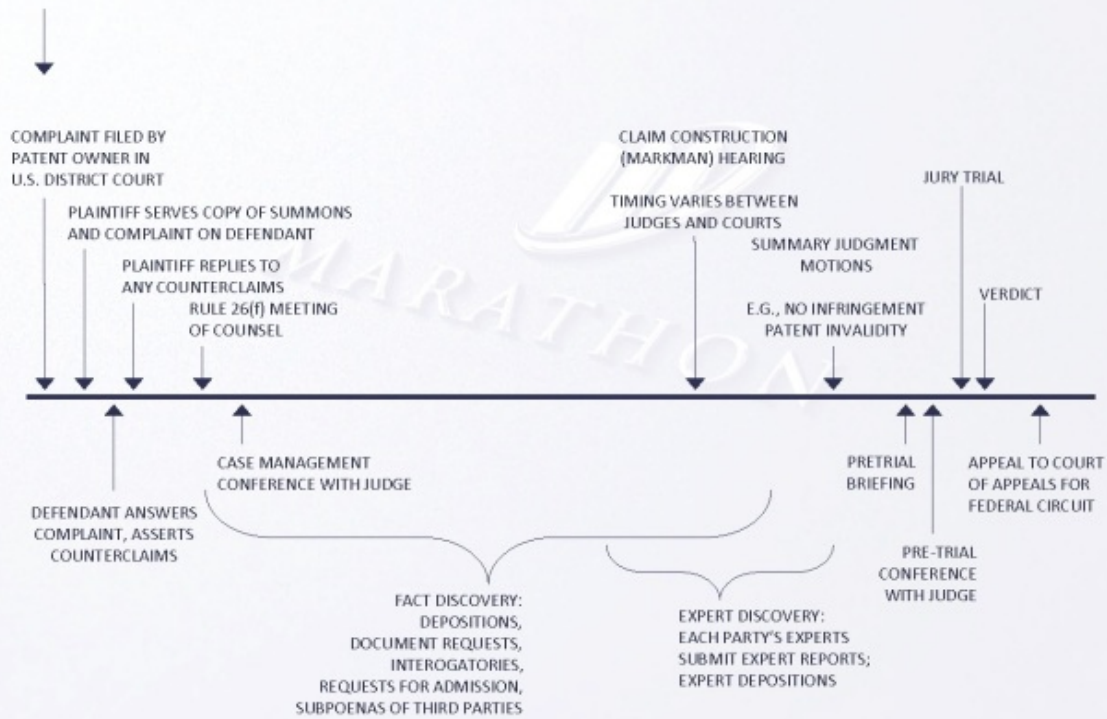 COMPLAINT FILED BY
PATENT OWNER IN
U.S. DISTRICT COURT
PLAINTIFF SERVES COPY OF SUMMONS
AND COMPLAINT ON DEFENDANT
PLAINTIFF REPLIES TO
ANY COUNTERCLAIMS
RULE 26(f) MEETING
OF COUNSEL
CLAIM CONSTRUCTION
(MARKMAN) HEARING
TIMING VARIES BETWEEN
JUDGES AND COURTS
SUMMARY JUDGMENT
MOTIONS
E.G., NO INFRINGEMENT
PATENT INVALIDITY
JURY TRIAL
VERDICT
MARATHON
DEFENDANT ANSWERS
COMPLAINT, ASSERTS
COUNTERCLAIMS
CASE MANAGEMENT
CONFERENCE WITH JUDGE
FACT DISCOVERY:
DEPOSITIONS,
DOCUMENT REQUESTS,
INTEROGATORIES,
REQUESTS FOR ADMISSION,
SUBPOENAS OF THIRD PARTIES
EXPERT DISCOVERY:
EACH PARTY'S EXPERTS
SUBMIT EXPERT REPORTS;
EXPERT DEPOSITIONS
PRETRIAL
BRIEFING
PRE-TRIAL
CONFERENCE
WITH JUDGE
APPEAL TO COURT
OF APPEALS FOR
FEDERAL CIRCUIT